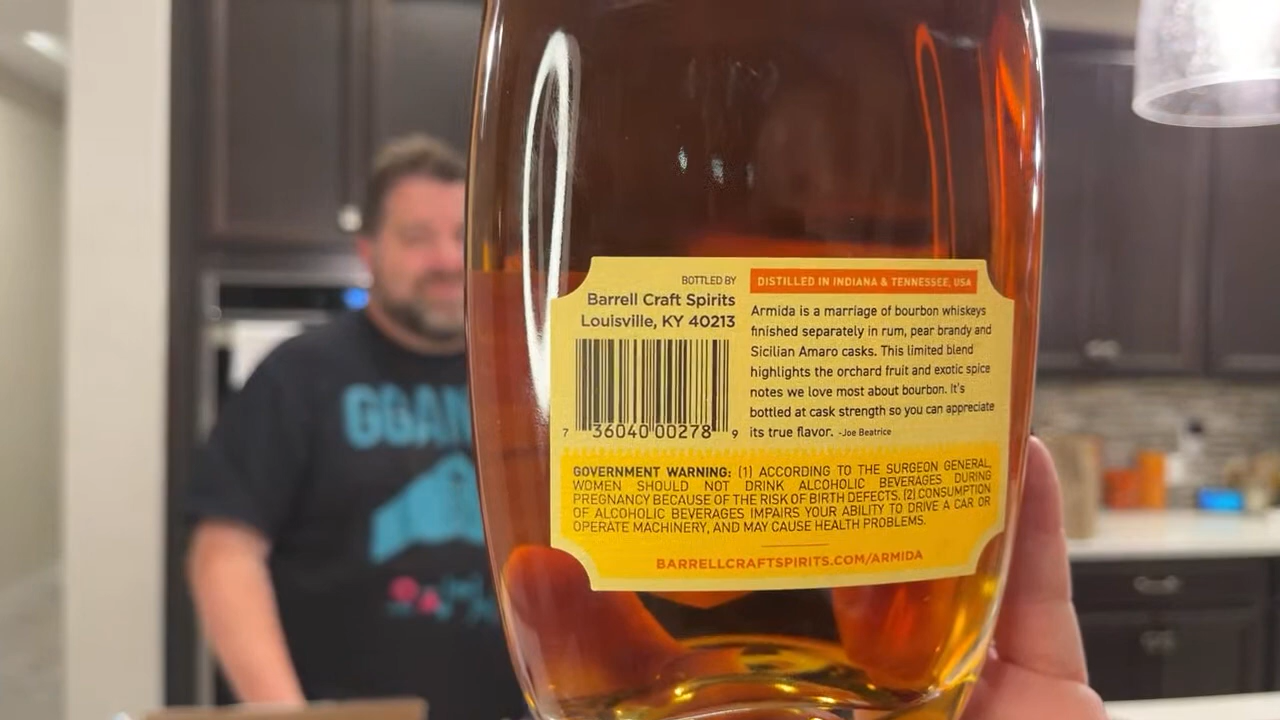 GGAN
BOTTLED BY
Barrell Craft Spirits
Louisville, KY 40213
7 36040 00278 9
DISTILLED IN INDIANA & TENNESSEE, USA
Armida is a marriage of bourbon whiskeys
finished separately in rum, pear brandy and
Sicilian Amaro casks. This limited blend
highlights the orchard fruit and exotic spice
notes we love most about bourbon. It's
bottled at cask strength so you can appreciate
its true flavor. -Joe Beatrice
GOVERNMENT WARNING: (1) ACCORDING TO THE SURGEON GENERAL,
WOMEN SHOULD NOT DRINK ALCOHOLIC BEVERAGES DURING
PREGNANCY BECAUSE OF THE RISK OF BIRTH DEFECTS. (2) CONSUMPTION
OF ALCOHOLIC BEVERAGES IMPAIRS YOUR ABILITY TO DRIVE A CAR OR
OPERATE MACHINERY, AND MAY CAUSE HEALTH PROBLEMS.
BARRELLCRAFTSPIRITS.COM/ARMIDA